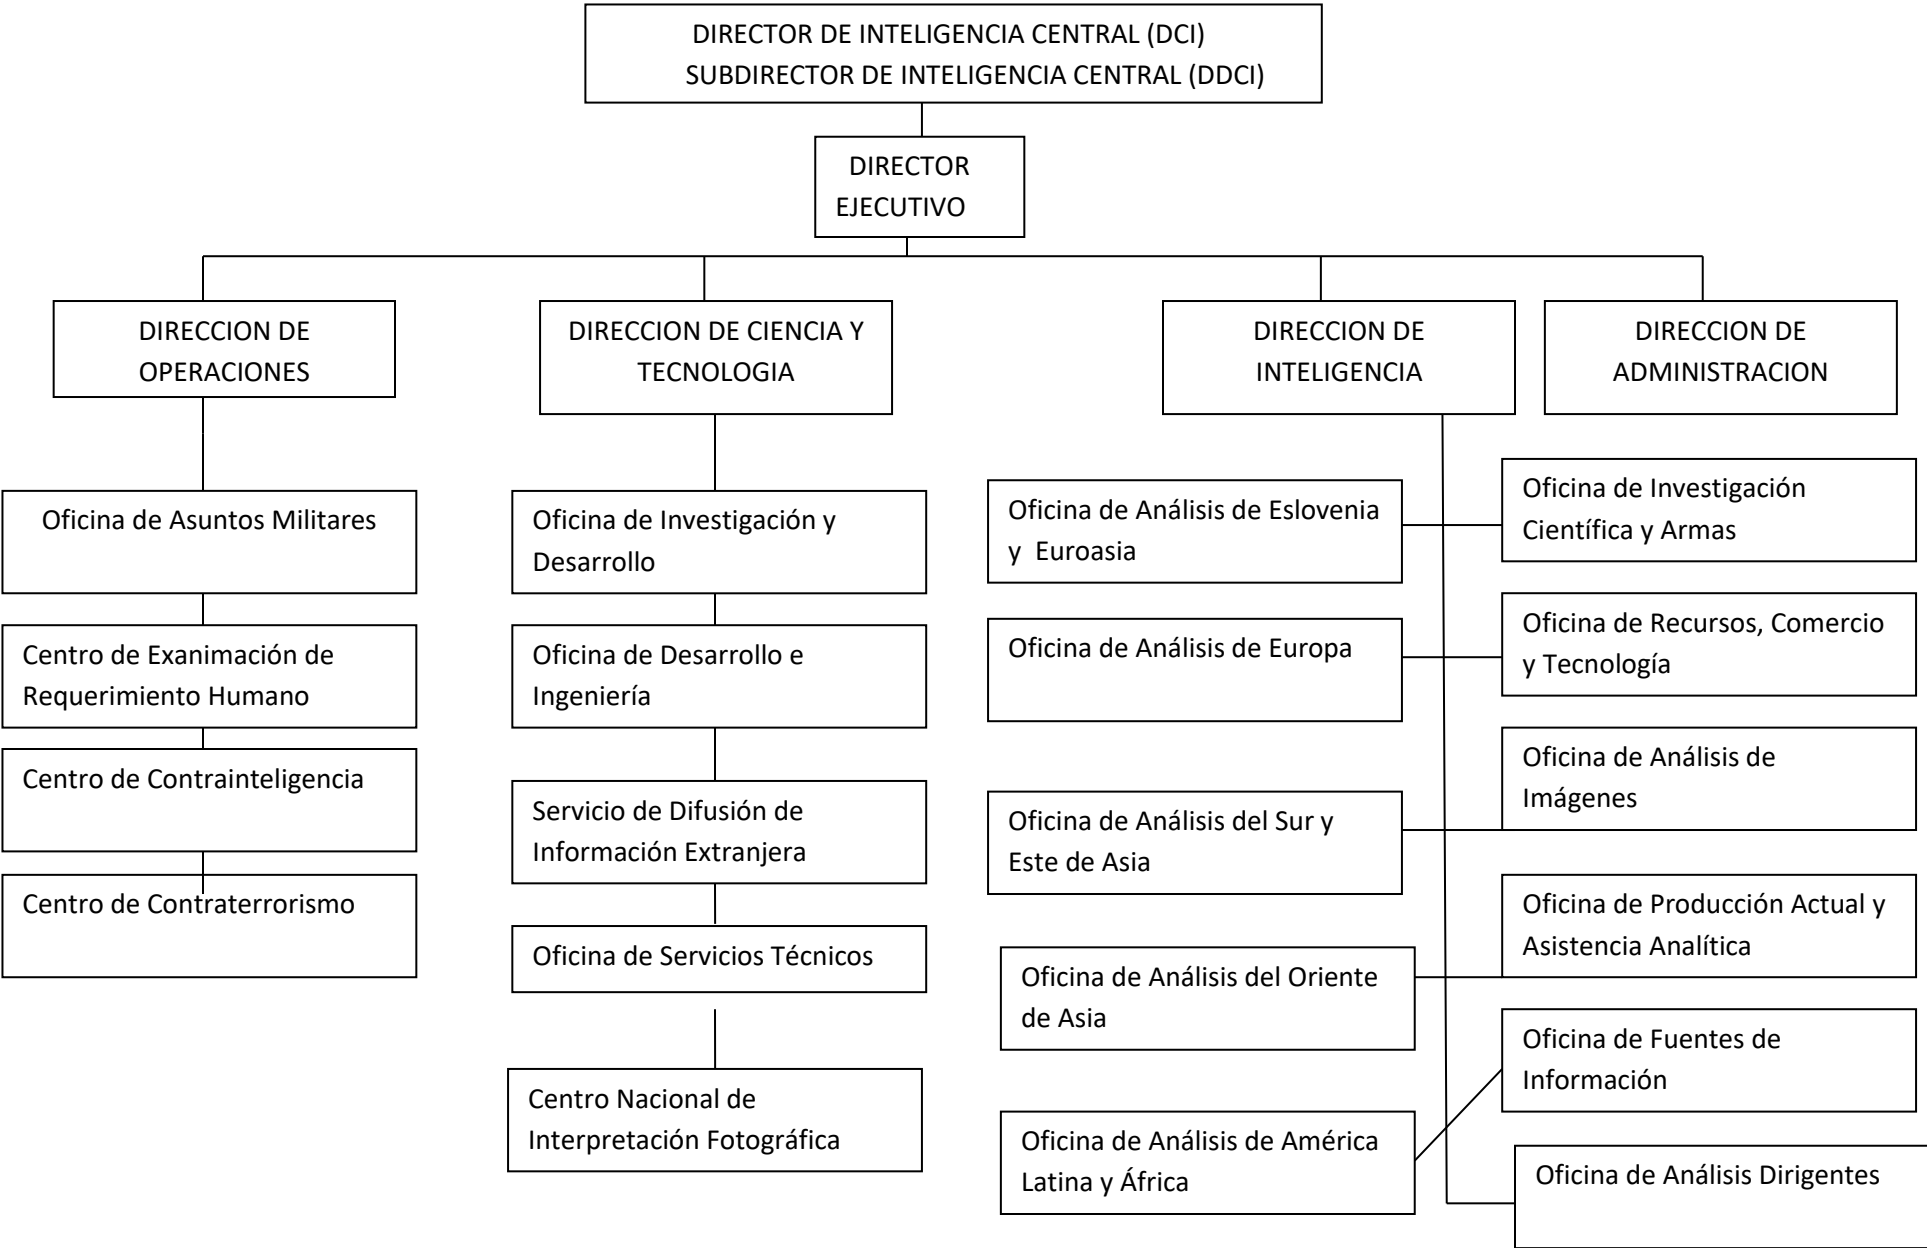 DIRECTOR DE INTELIGENCIA CENTRAL (DCI)
SUBDIRECTOR DE INTELIGENCIA CENTRAL (DDCI)
DIRECTOR
EJECUTIVO
DIRECCION DE
OPERACIONES
DIRECCION DE CIENCIA Y
TECNOLOGIA
DIRECCION DE
INTELIGENCIA
DIRECCION DE
ADMINISTRACION
Oficina de Asuntos Militares
Centro de Exanimación de
Requerimiento Humano
Centro de Contrainteligencia
Centro de Contraterrorismo
Oficina de Investigación y
Desarrollo
Oficina de Desarrollo e
Ingeniería
Servicio de Difusión de
Información Extranjera
Oficina de Servicios Técnicos
Centro Nacional de
Interpretación Fotográfica
Oficina de Análisis de Eslovenia
y Euroasia
Oficina de Análisis de Europa
Oficina de Análisis del Sur y
Este de Asia
Oficina de Análisis del Oriente
de Asia
Oficina de Análisis de América
Latina y África
Oficina de Investigación
Científica y Armas
Oficina de Recursos, Comercio
y Tecnología
Oficina de Análisis de
Imágenes
Oficina de Producción Actual y
Asistencia Analítica
Oficina de Fuentes de
Información
Oficina de Análisis Dirigentes